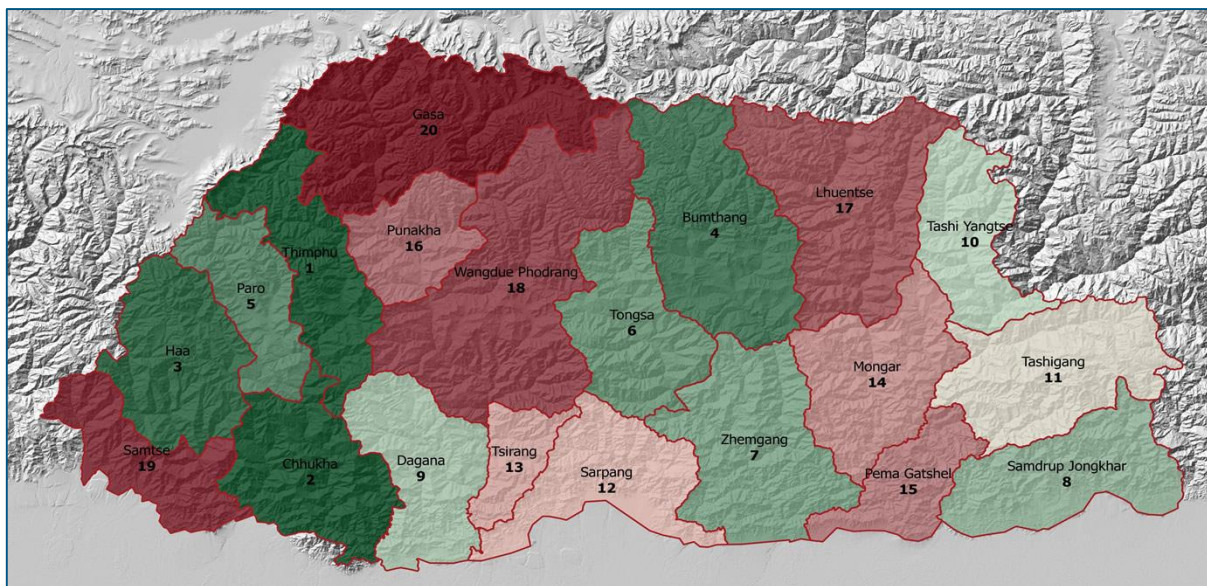 Gasa
20
Lhuentse
17
Bumthang
4
Tashi Yangtse
10
Punakha
16
Thimphu
1
Wangdue Phodrang
18
Paro
5
Tongsa
6
Haa
3
Tashigang
11
Mongar
14
Zhemgang
7
Samtse
19
Tsirang
13
Dagana
9
Chhukha
2
Sarpang
12
Pema Gatshel
15
Samdrup Jongkhar
8